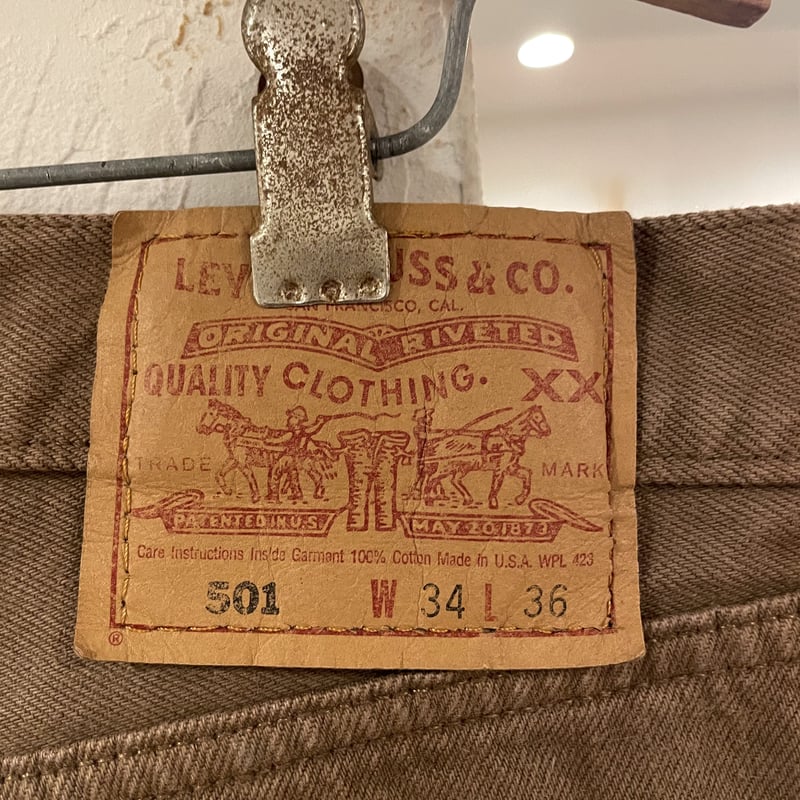 LEV USS & CO.
SAN FRANCISCO, CAL.
ORIGINAL RIVETED
QUALITY CLOTHING. XX
TRADE MARK
PATENTED IN U.S. MAY 20 1873
Care Instructions Inside Garment 100% Cotton Made in U.S.A. WPL 423
501 W 34 L 36
®